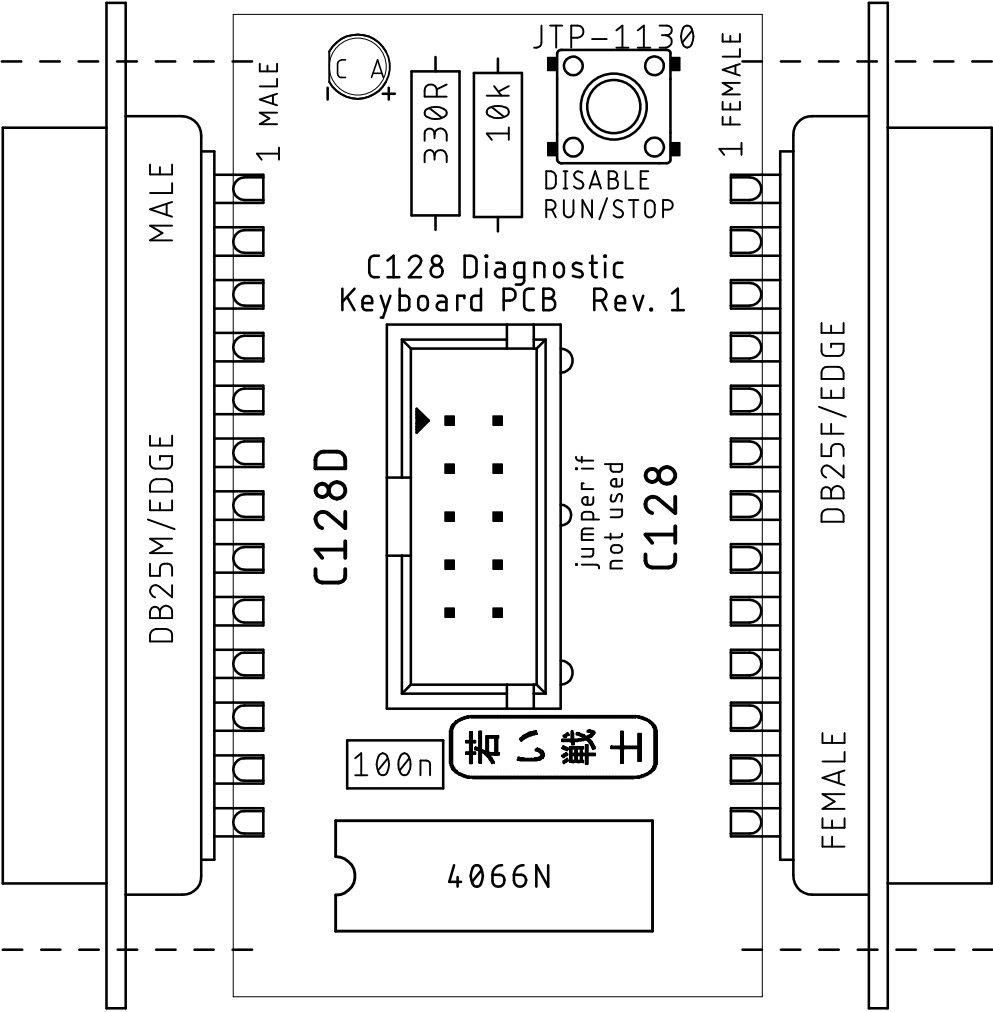 JTP-1130
C A
- +
1 MALE
330R
10k
1 FEMALE
DISABLE
RUN/STOP
MALE
C128 Diagnostic
Keyboard PCB Rev. 1
DB25M/EDGE
C128D
jumper if
not used
C128
DB25F/EDGE
100n
若い戦士
FEMALE
4066N